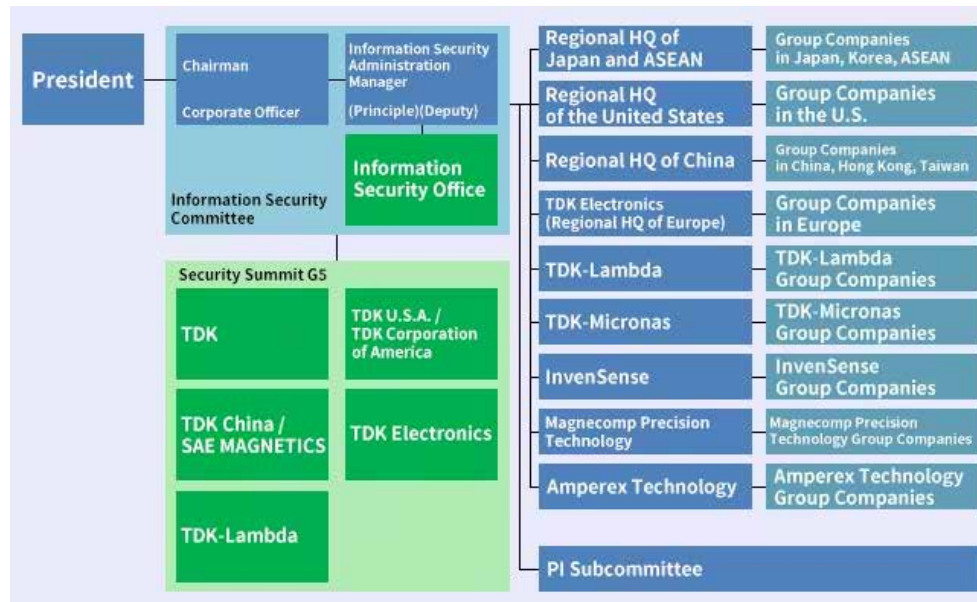 President
Chairman
Corporate Officer
Information Security
Administration
Manager
(Principle)(Deputy)
Information
Security Office
Information Security
Committee
Security Summit G5
TDK
TDK U.S.A. /
TDK Corporation
of America
TDK China /
SAE MAGNETICS
TDK Electronics
TDK-Lambda
Regional HQ of
Japan and ASEAN
Group Companies
in Japan, Korea, ASEAN
Regional HQ
of the United States
Group Companies
in the U.S.
Regional HQ of China
Group Companies
in China, Hong Kong, Taiwan
TDK Electronics
(Regional HQ of Europe)
Group Companies
in Europe
TDK-Lambda
TDK-Lambda
Group Companies
TDK-Micronas
TDK-Micronas
Group Companies
InvenSense
InvenSense
Group Companies
Magnecomp Precision
Technology
Magnecomp Precision
Technology Group Companies
Amperex Technology
Amperex Technology
Group Companies
PI Subcommittee